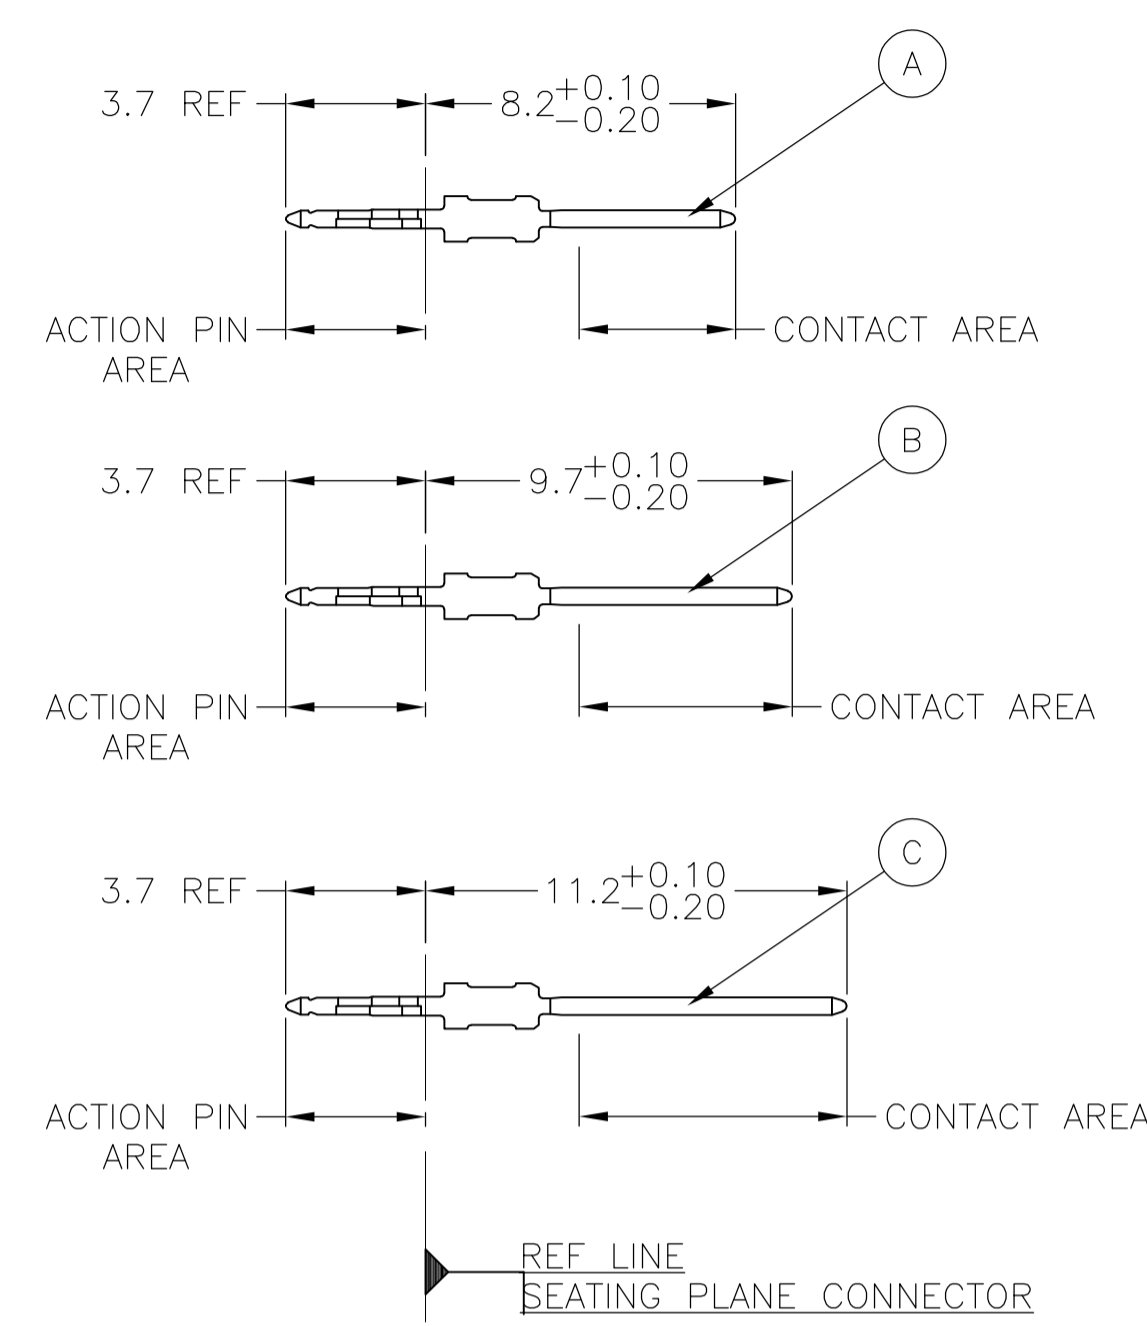 A
3.7 REF
8.2 +0.10 −0.20
ACTION PIN
AREA
CONTACT AREA
B
3.7 REF
9.7 +0.10 −0.20
ACTION PIN
AREA
CONTACT AREA
C
3.7 REF
11.2 +0.10 −0.20
ACTION PIN
AREA
CONTACT AREA
REF LINE
SEATING PLANE CONNECTOR